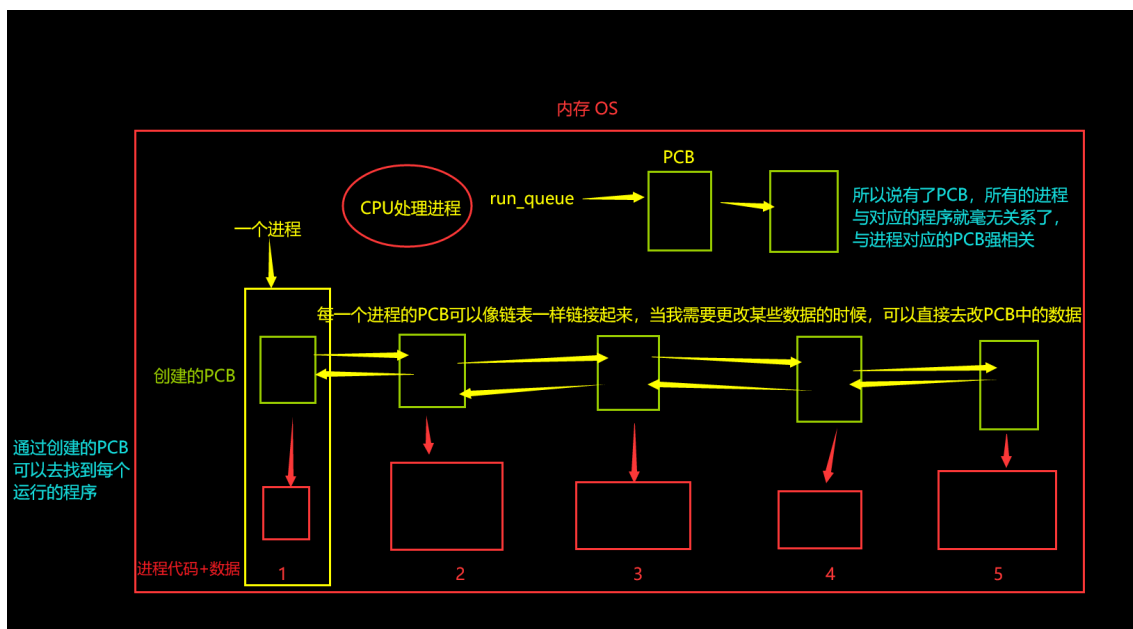 内存 OS
PCB
CPU处理进程
run_queue
所以说有了PCB，所有的进程
与对应的程序就毫无关系了，
与进程对应的PCB强相关
一个进程
每一个进程的PCB可以像链表一样链接起来，当我需要更改某些数据的时候，可以直接去改PCB中的数据
创建的PCB
通过创建的PCB
可以去找到每个
运行的程序
进程代码+数据
1
2
3
4
5